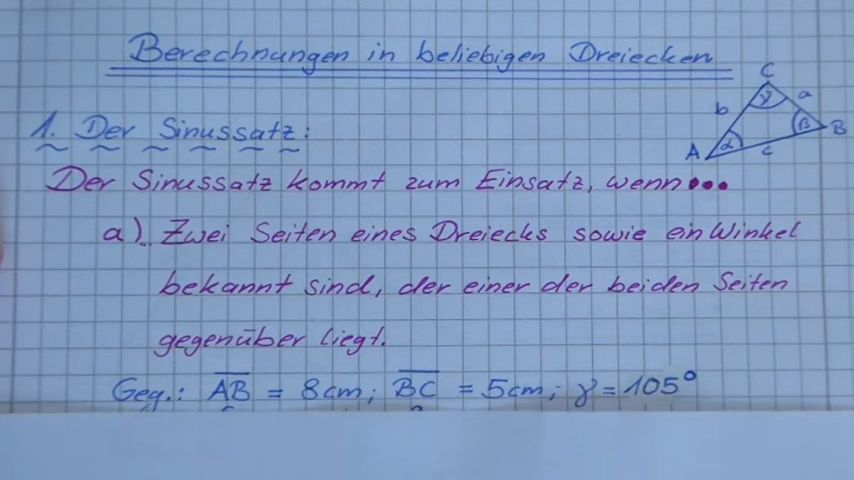 Berechnungen in beliebigen Dreiecken
C
γ
a
b
β
B
A
α
c
1. Der Sinussatz:
Der Sinussatz kommt zum Einsatz, wenn...
a) Zwei Seiten eines Dreiecks sowie ein Winkel
bekannt sind, der einer der beiden Seiten
gegenüber liegt.
Geg.: AB = 8cm; BC = 5cm; γ = 105°